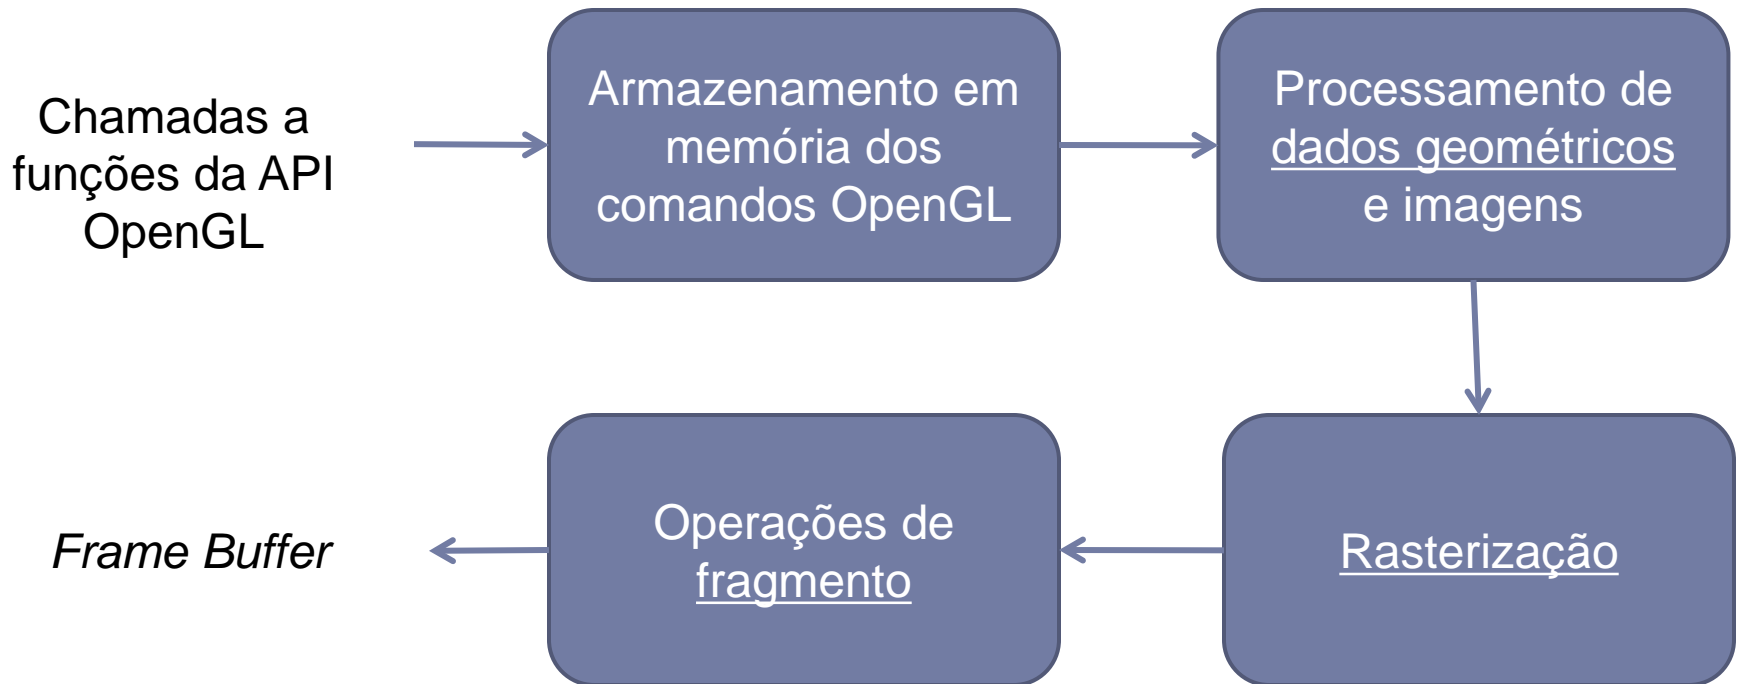 Chamadas a
funções da API
OpenGL
Armazenamento em
memória dos
comandos OpenGL
Processamento de
dados geométricos
e imagens
Frame Buffer
Operações de
fragmento
Rasterização